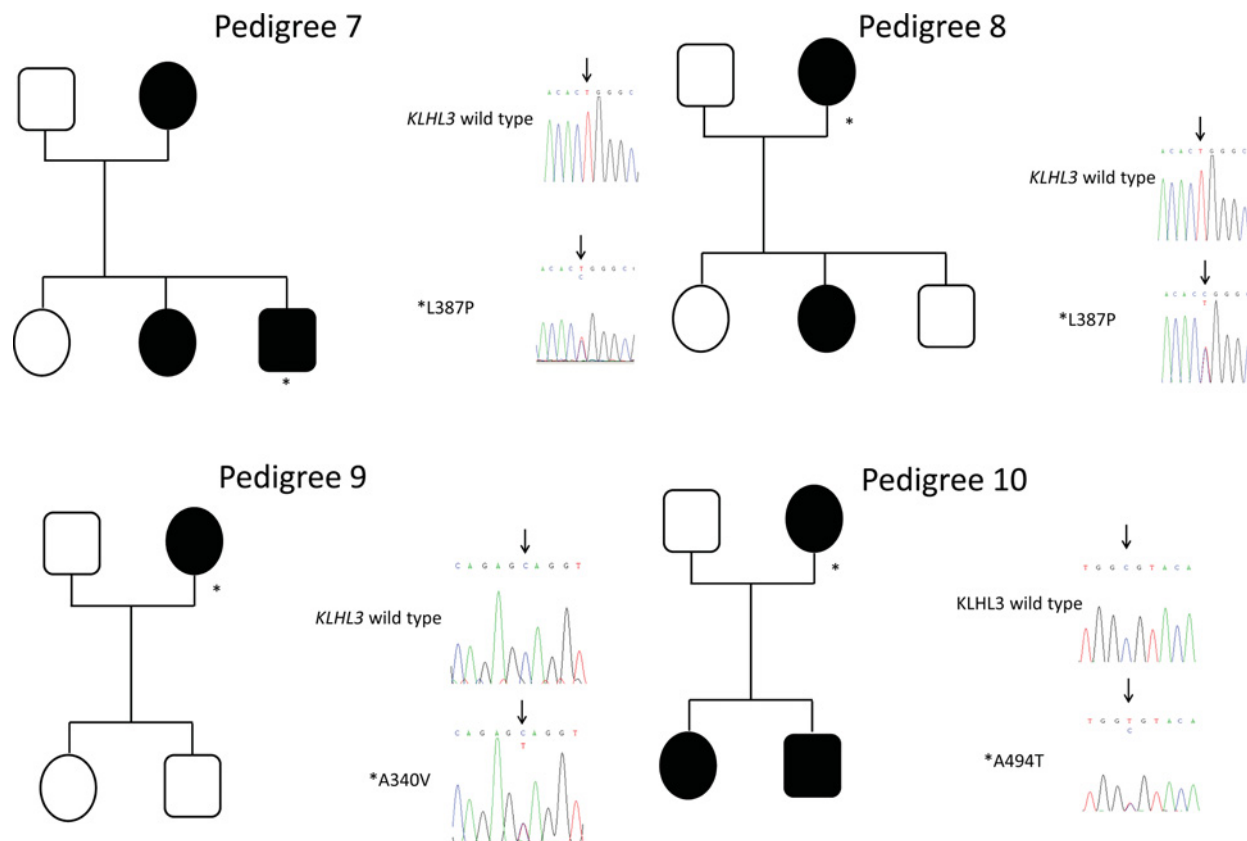 Pedigree 7
A C A C T G G G C
KLHL3 wild type
A C A C T G G G C
C
*L387P
*
Pedigree 8
*
A C A C T G G G C
KLHL3 wild type
A C A C C G G G
T
*L387P
Pedigree 9
*
C A G A G C A G G T
KLHL3 wild type
C A G A G C A G G T
T
*A340V
Pedigree 10
*
T G G C G T A C A
KLHL3 wild type
T G G T G T A C A
C
*A494T